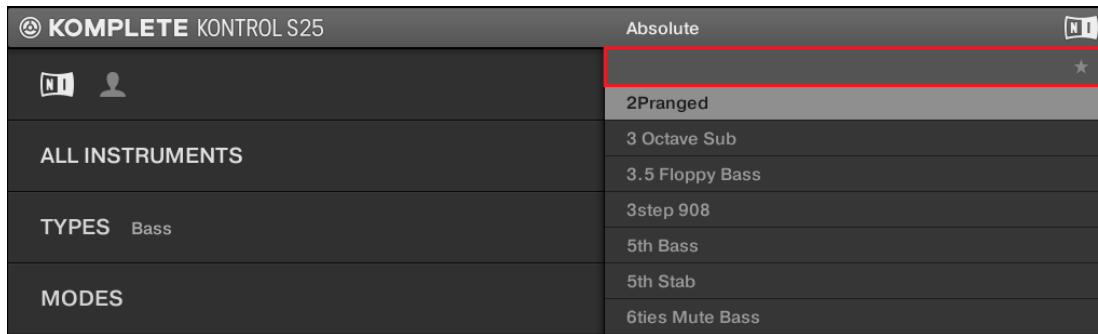 KOMPLETE KONTROL S25
ALL INSTRUMENTS
TYPES Bass
MODES
Absolute
NI
2Pranged
3 Octave Sub
3.5 Floppy Bass
3step 908
5th Bass
5th Stab
6ties Mute Bass